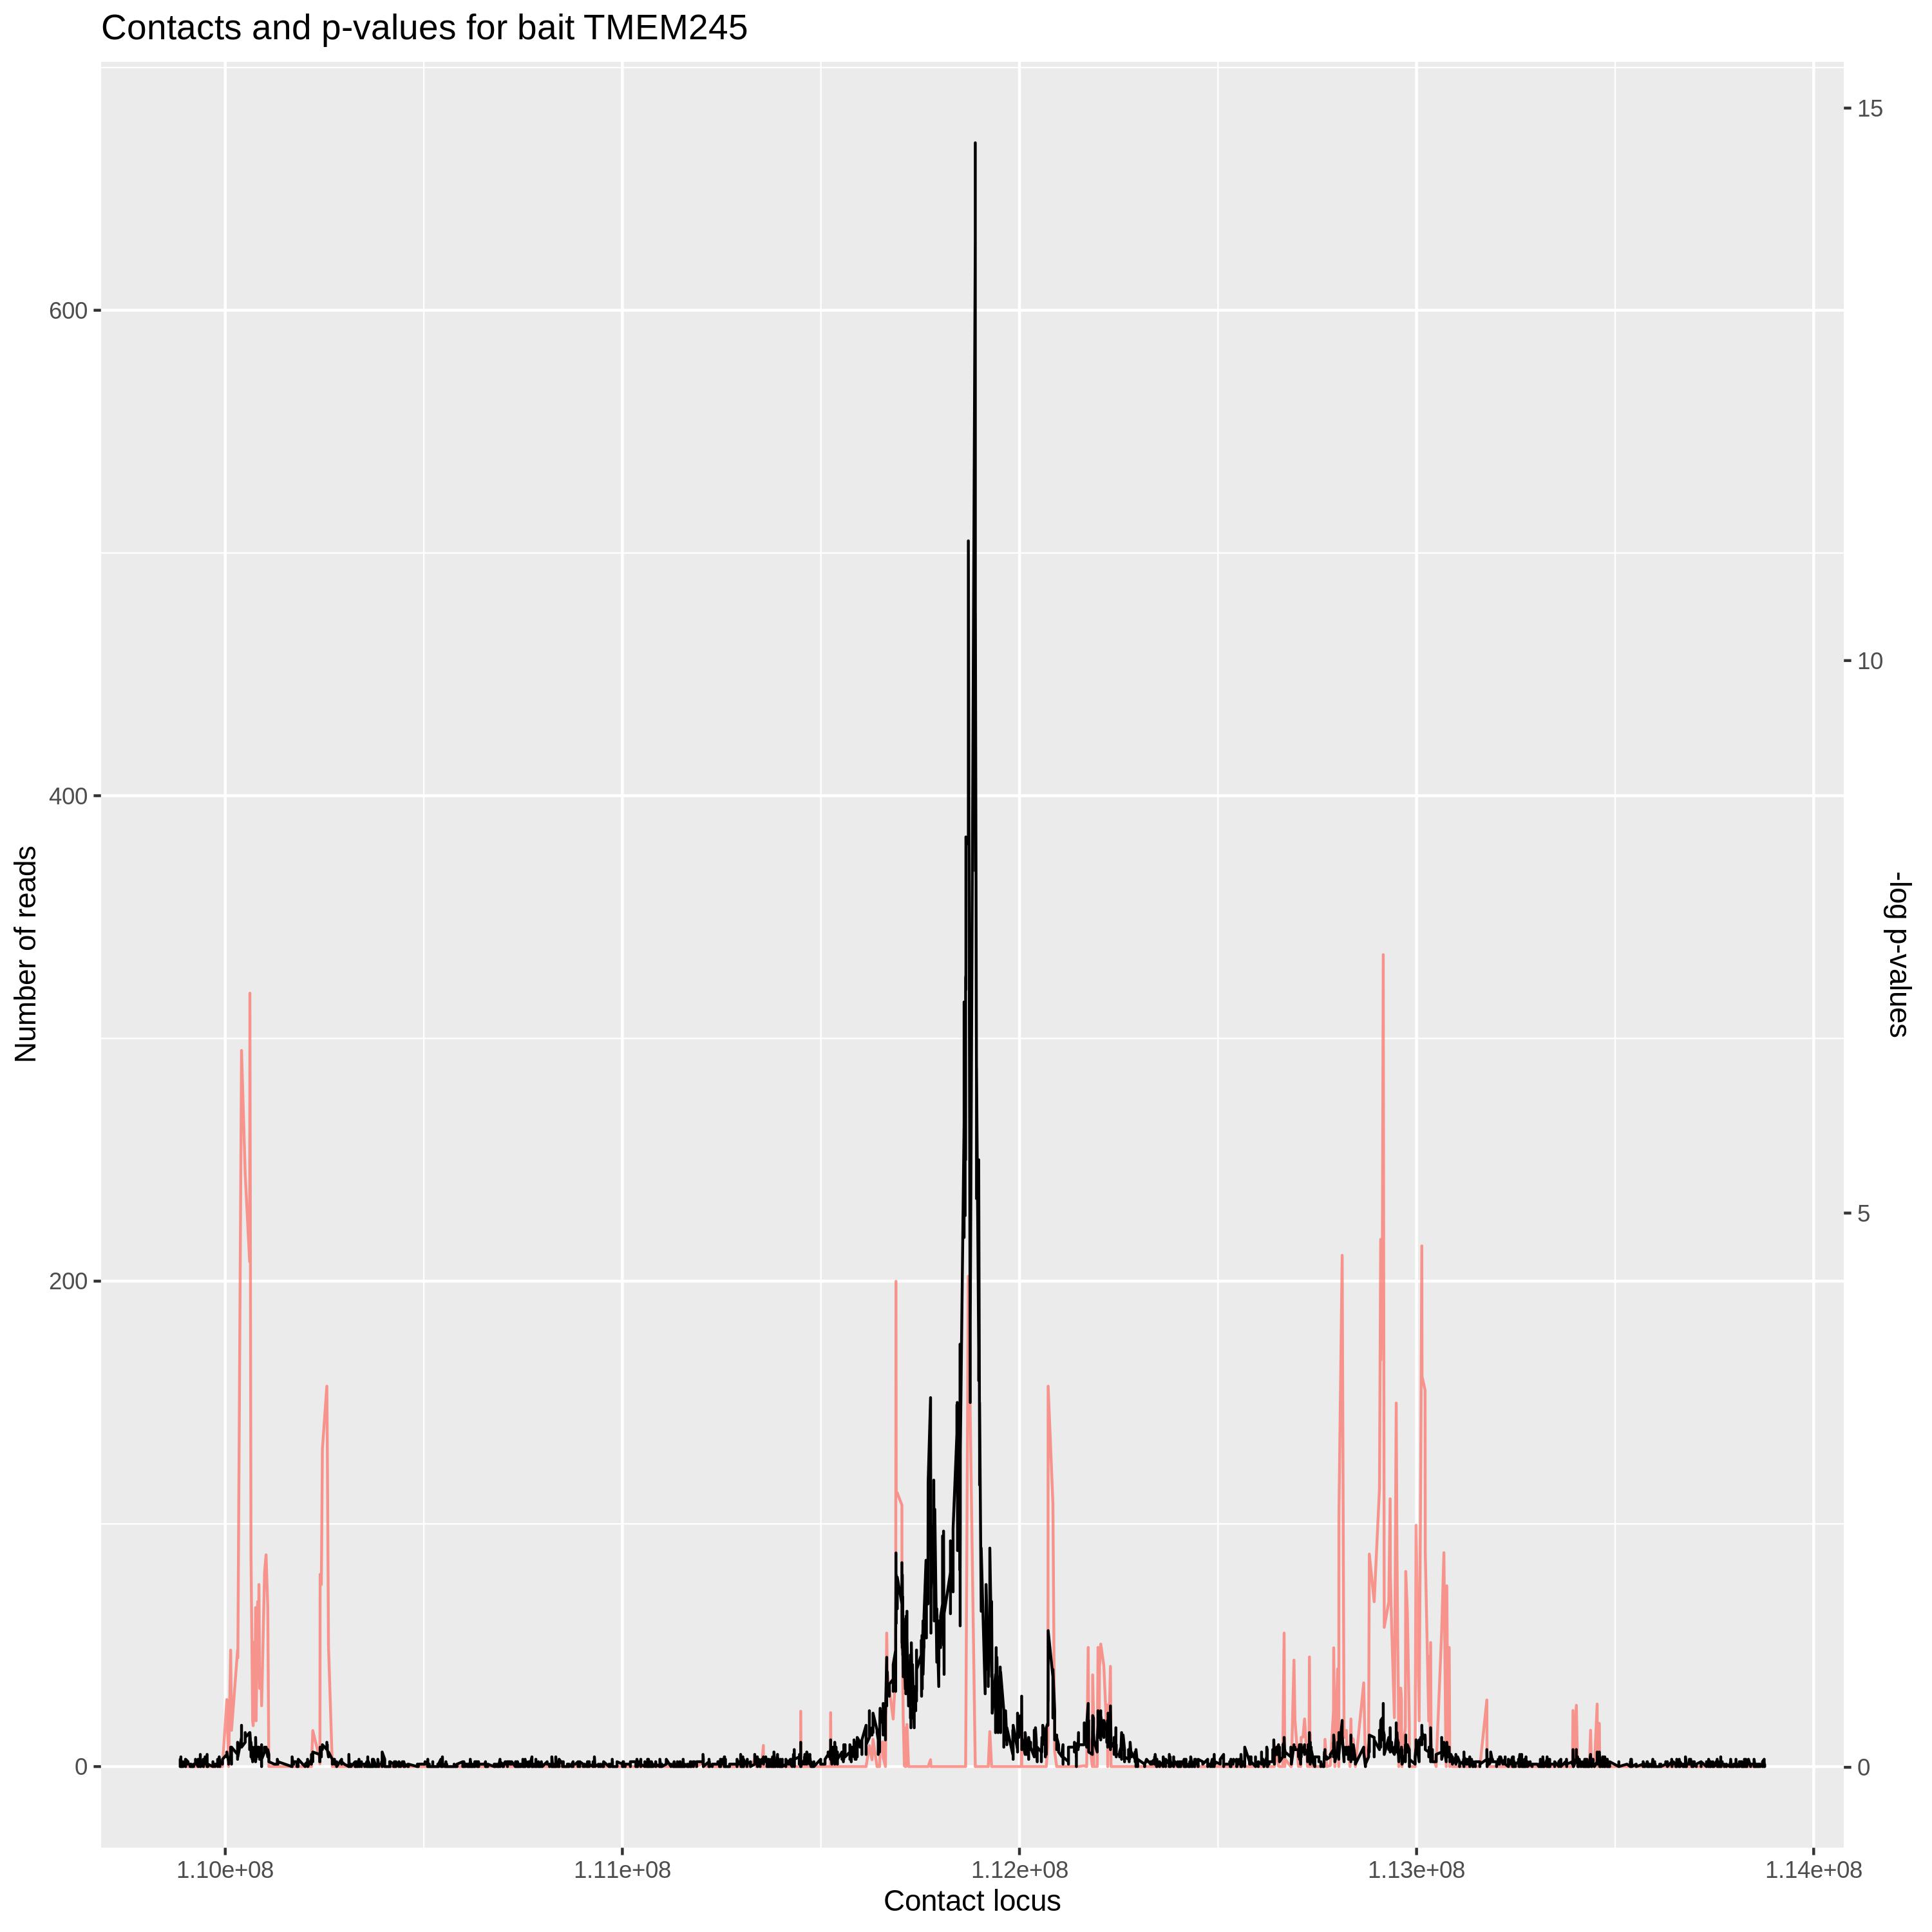 Contacts and p-values for bait TMEM245
Number of reads
600
400
200
0
15
10
5
0
-log p-values
1.10e+08
1.11e+08
1.12e+08
1.13e+08
1.14e+08
Contact locus